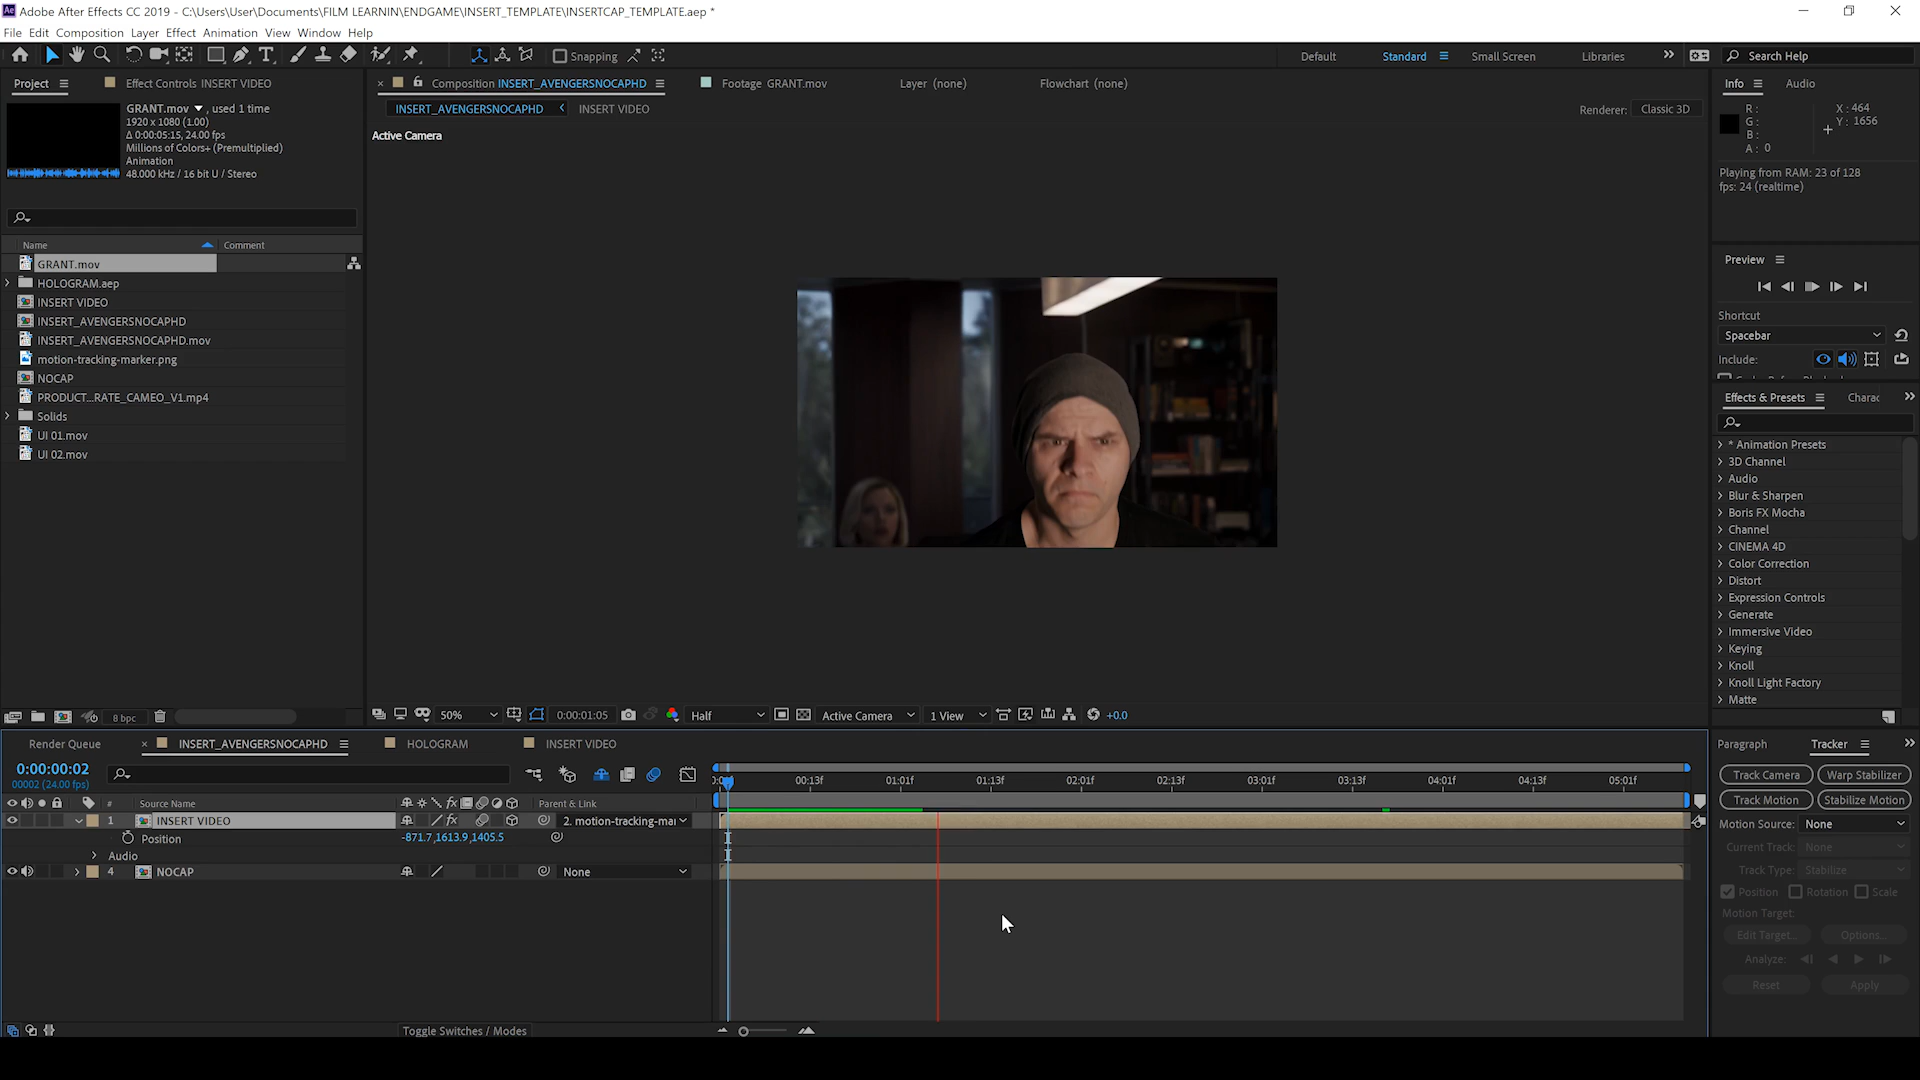 Adobe After Effects CC 2019 - C:\Users\User\Documents\FILM LEARNIN\ENDGAME\INSERT_TEMPLATE\INSERTCAP_TEMPLATE.aep *
File Edit Composition Layer Effect Animation View Window Help
Snapping
Default Standard Small Screen Libraries Search Help
Project Effect Controls INSERT VIDEO
Composition INSERT_AVENGERSNOCAPHD Footage GRANT.mov Layer (none) Flowchart (none)
Info Audio
INSERT_AVENGERSNOCAPHD INSERT VIDEO
Renderer: Classic 3D
Active Camera
GRANT.mov , used 1 time
1920 x 1080 (1.00)
Δ 0:00:05:15, 24.00 fps
Millions of Colors+ (Premultiplied)
Animation
48.000 kHz / 16 bit U / Stereo
R :
G :
B :
A : 0
X : 464
Y : 1656
Playing from RAM: 23 of 128
fps: 24 (realtime)
Name Comment
GRANT.mov
HOLOGRAM.aep
INSERT VIDEO
INSERT_AVENGERSNOCAPHD
INSERT_AVENGERSNOCAPHD.mov
motion-tracking-marker.png
NOCAP
PRODUCT...RATE_CAMEO_V1.mp4
Solids
UI 01.mov
UI 02.mov
Preview
Shortcut
Spacebar
Include:
Effects & Presets Charac
* Animation Presets
3D Channel
Audio
Blur & Sharpen
Boris FX Mocha
Channel
CINEMA 4D
Color Correction
Distort
Expression Controls
Generate
Immersive Video
Keying
Knoll
Knoll Light Factory
Matte
8 bpc
50% 0:00:01:05 Half Active Camera 1 View +0.0
Render Queue INSERT_AVENGERSNOCAPHD HOLOGRAM INSERT VIDEO
Paragraph Tracker
0:00:00:02
00002 (24.00 fps)
00:13f 01:01f 01:13f 02:01f 02:13f 03:01f 03:13f 04:01f 04:13f 05:01f
# Source Name fx Parent & Link
1 INSERT VIDEO fx 2. motion-tracking-mar
Position -871.7,1613.9,1405.5
Audio
4 NOCAP None
Toggle Switches / Modes
Track Camera Warp Stabilizer
Track Motion Stabilize Motion
Motion Source: None
Current Track: None
Track Type: Stabilize
Position Rotation Scale
Motion Target:
Edit Target... Options...
Analyze:
Reset Apply